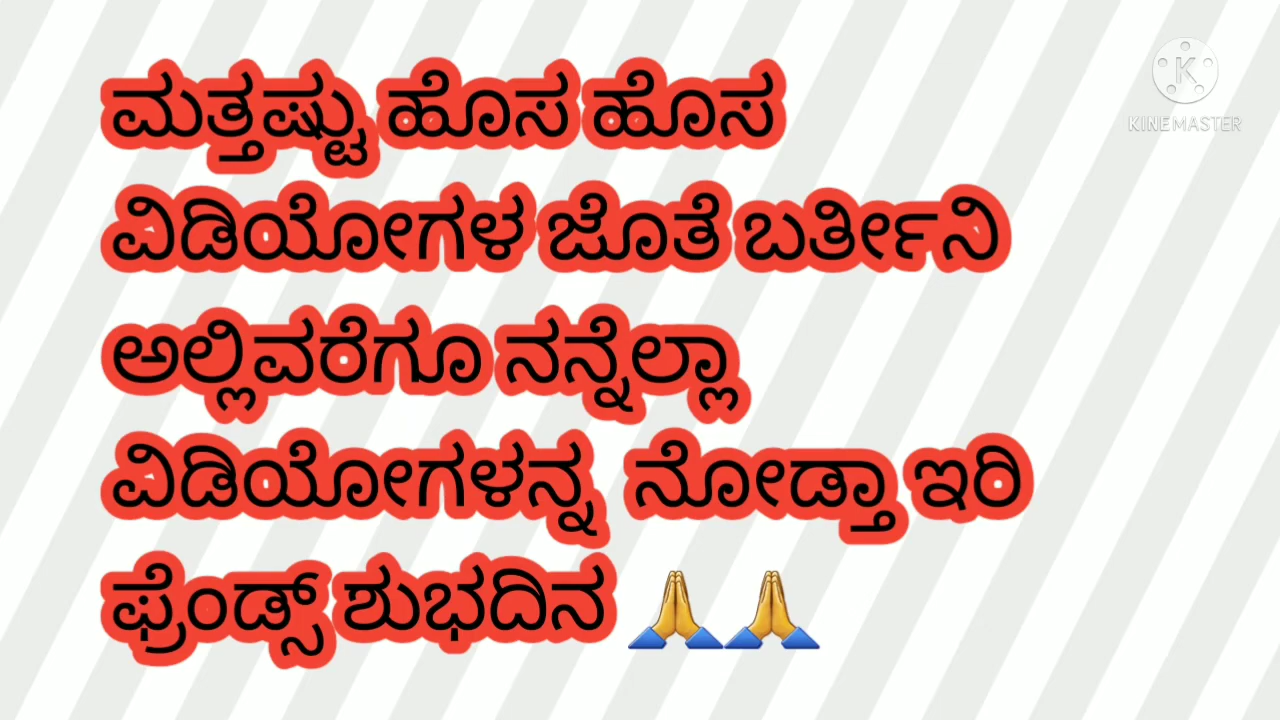 ಮತ್ತಷ್ಟು ಹೊಸ ಹೊಸ
ವಿಡಿಯೋಗಳ ಜೊತೆ ಬರ್ತೀನಿ
ಅಲ್ಲಿವರೆಗೂ ನನ್ನೆಲ್ಲಾ
ವಿಡಿಯೋಗಳನ್ನ ನೋಡ್ತಾ ಇರಿ
ಫ್ರೆಂಡ್ಸ್ ಶುಭದಿನ 🙏🙏
K
KINEMASTER